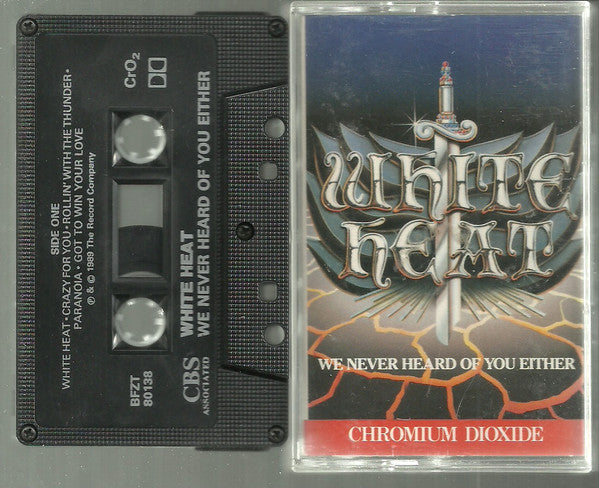 CrO2
SIDE ONE
WHITE HEAT • CRAZY FOR YOU • ROLLIN' WITH THE THUNDER •
PARANOIA • GOT TO WIN YOUR LOVE
℗ & © 1989 The Record Company
WHITE HEAT
WE NEVER HEARD OF YOU EITHER
CBS
ASSOCIATED
BFZT
80138
WHITE
HEAT
WE NEVER HEARD OF YOU EITHER
CHROMIUM DIOXIDE